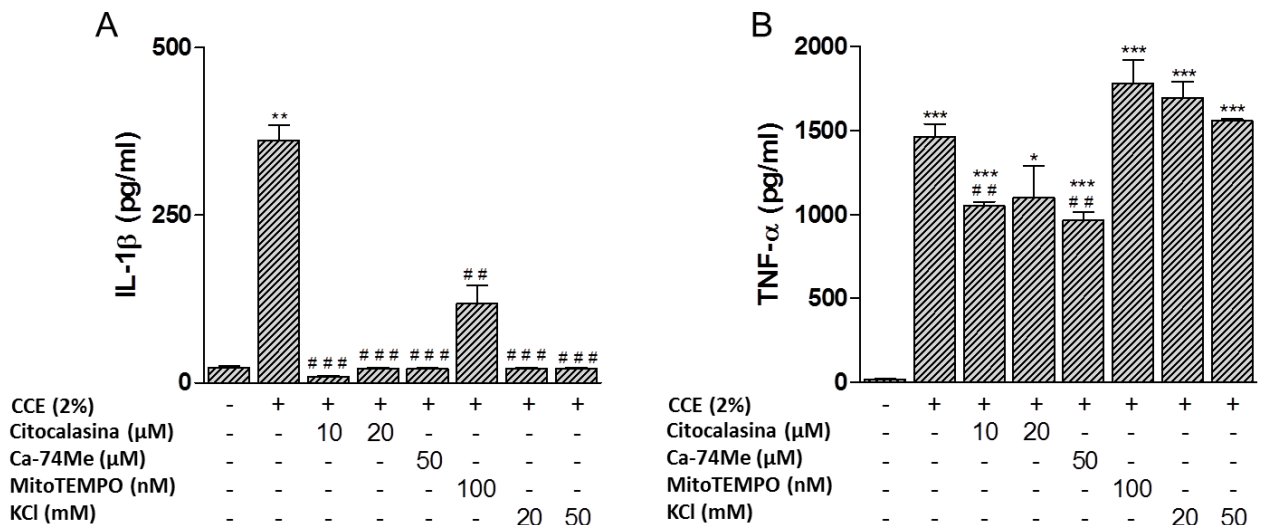 A
B
500
250
0
IL-1β (pg/ml)
**
###
###
###
##
###
###
2000
1500
1000
500
0
TNF-α (pg/ml)
***
***
##
*
***
##
***
***
***
CCE (2%) - + + + + + + +
Citocalasina (µM) - - 10 20 - - - -
Ca-74Me (µM) - - - - 50 - - -
MitoTEMPO (nM) - - - - - 100 - -
KCl (mM) - - - - - - 20 50
CCE (2%) - + + + + + + +
Citocalasina (µM) - - 10 20 - - - -
Ca-74Me (µM) - - - - 50 - - -
MitoTEMPO (nM) - - - - - 100 - -
KCl (mM) - - - - - - 20 50